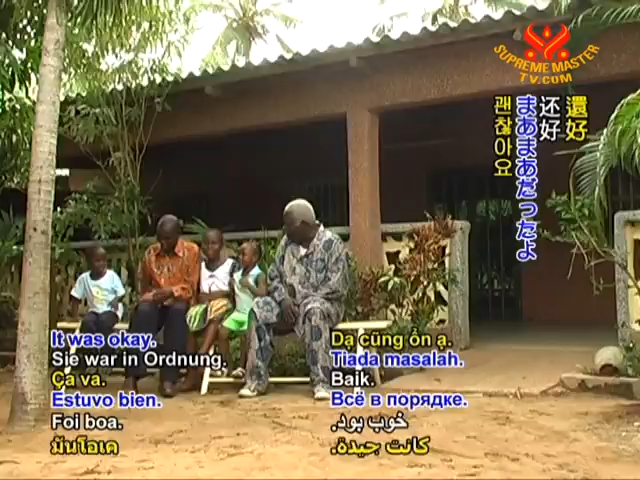 SUPREME MASTER
TV.COM
還好
还好
まあまあだったよ
괜찮아요
It was okay.
Sie war in Ordnung.
Ça va.
Estuvo bien.
Foi boa.
มันโอเค
Dạ cũng ổn ạ.
Tiada masalah.
Baik.
Всё в порядке.
خوب بود.
كانت جيدة.